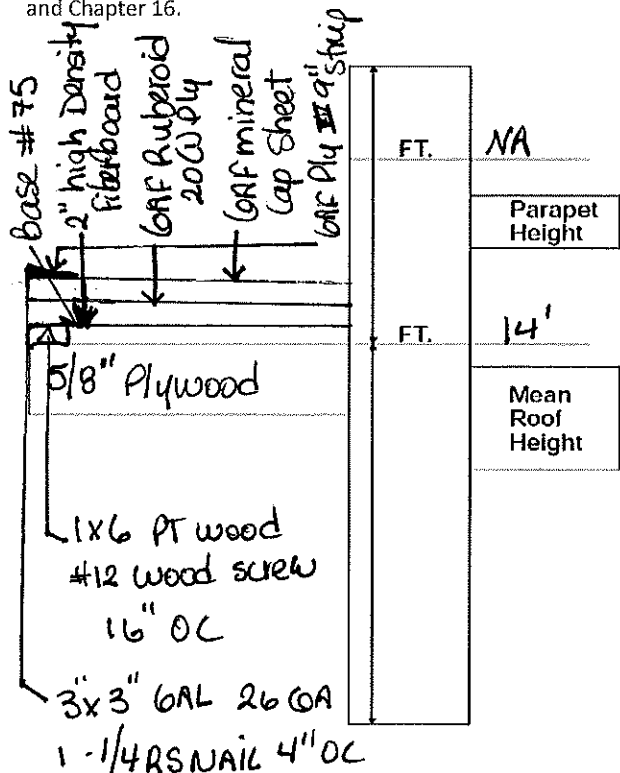 and Chapter 16.
base #75
2" high Density
Fiberboard
GAF Ruberoid
20 W Ply
GAF mineral
Cap Sheet
GAF Ply 9" strip
FT. NA
Parapet
Height
FT. 14'
5/8" Plywood
Mean
Roof
Height
1x6 PT wood
#12 wood screw
16" OC
3"x3" GAL 26 GA
1-1/4 RS NAIL 4" OC